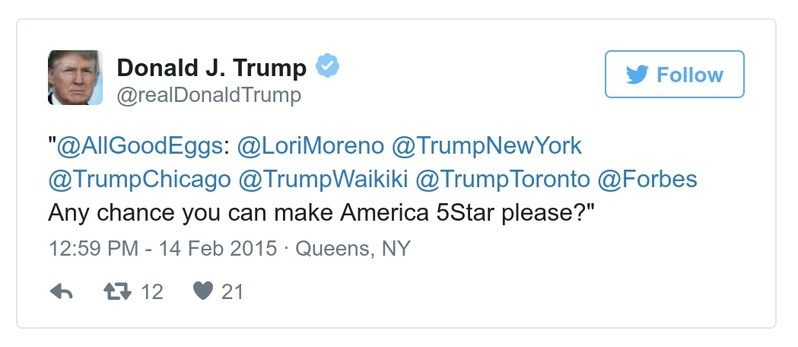 Donald J. Trump
Follow
@realDonaldTrump
"@AllGoodEggs: @LoriMoreno @TrumpNewYork
@TrumpChicago @TrumpWaikiki @TrumpToronto @Forbes
Any chance you can make America 5Star please?"
12:59 PM - 14 Feb 2015 · Queens, NY
12 21